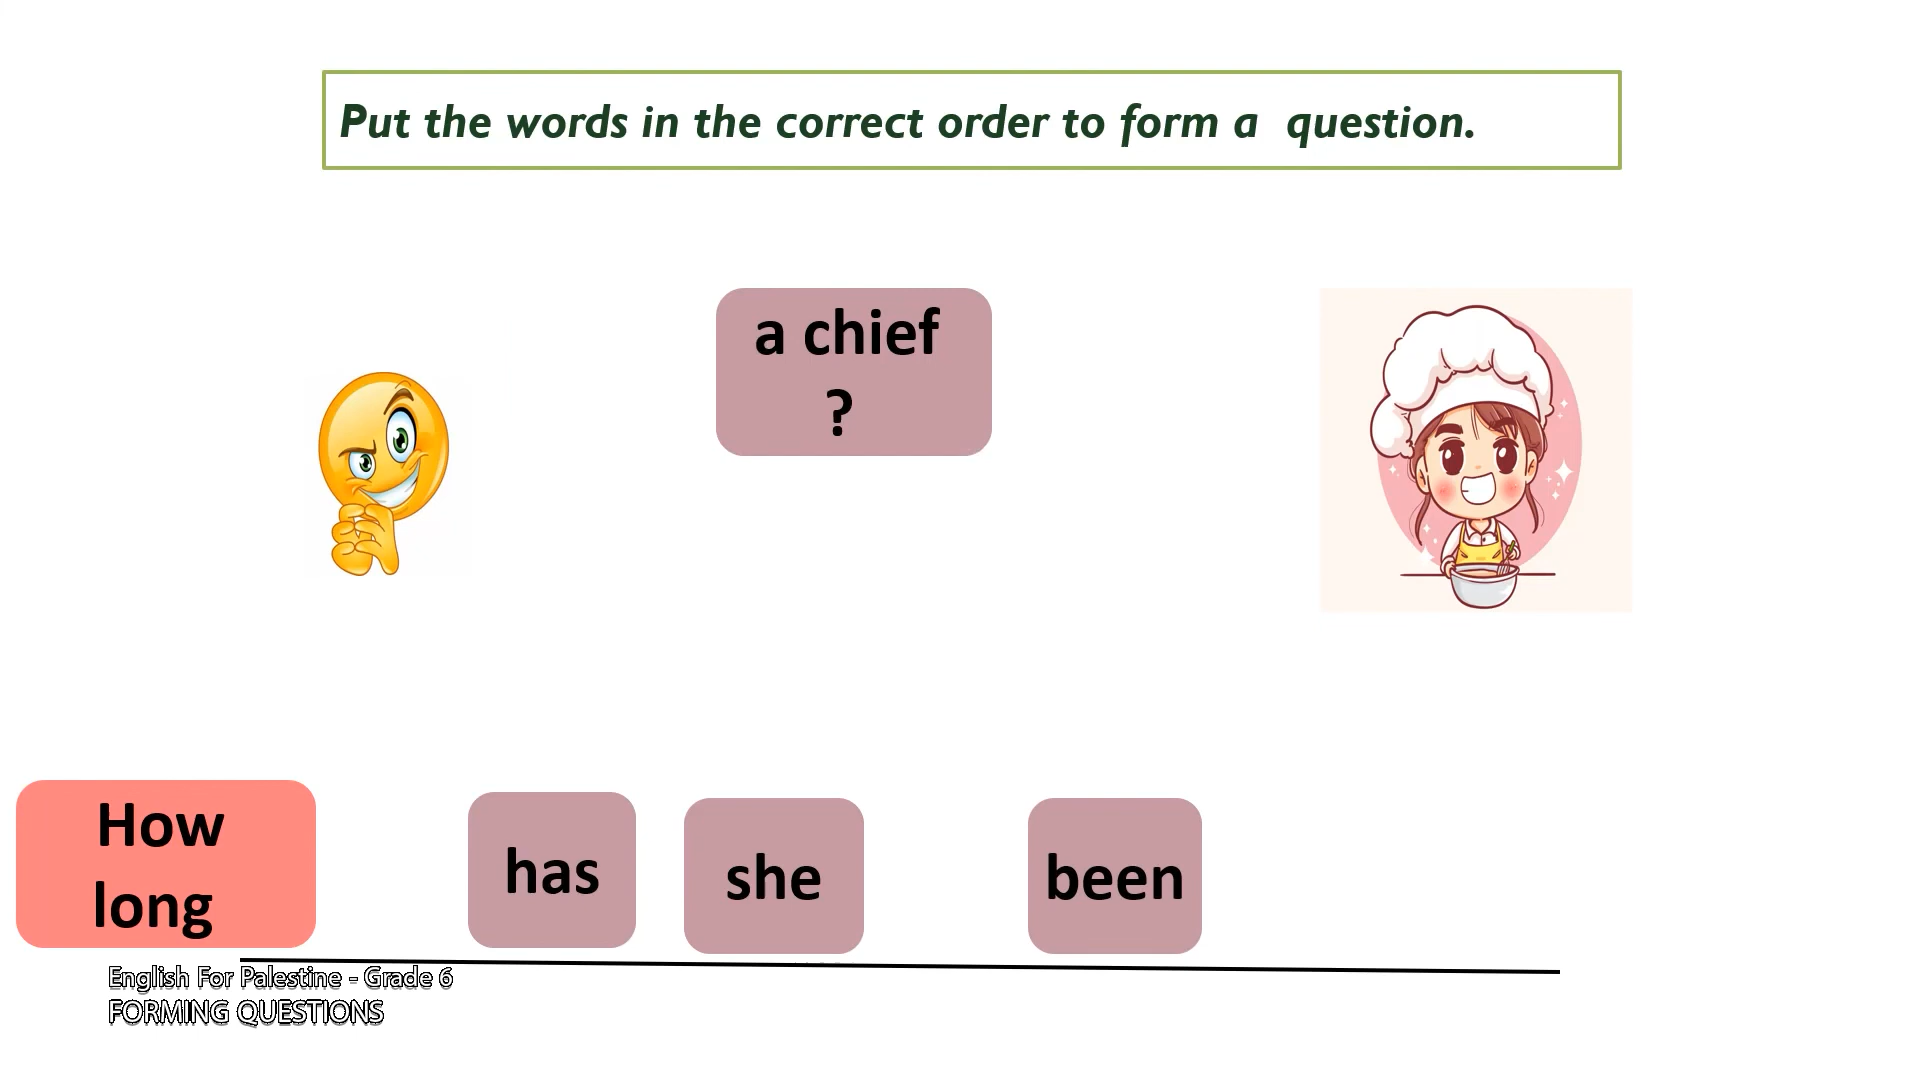 Put the words in the correct order to form a question.
a chief
?
How
long
has
she
been
English For Palestine - Grade 6
FORMING QUESTIONS